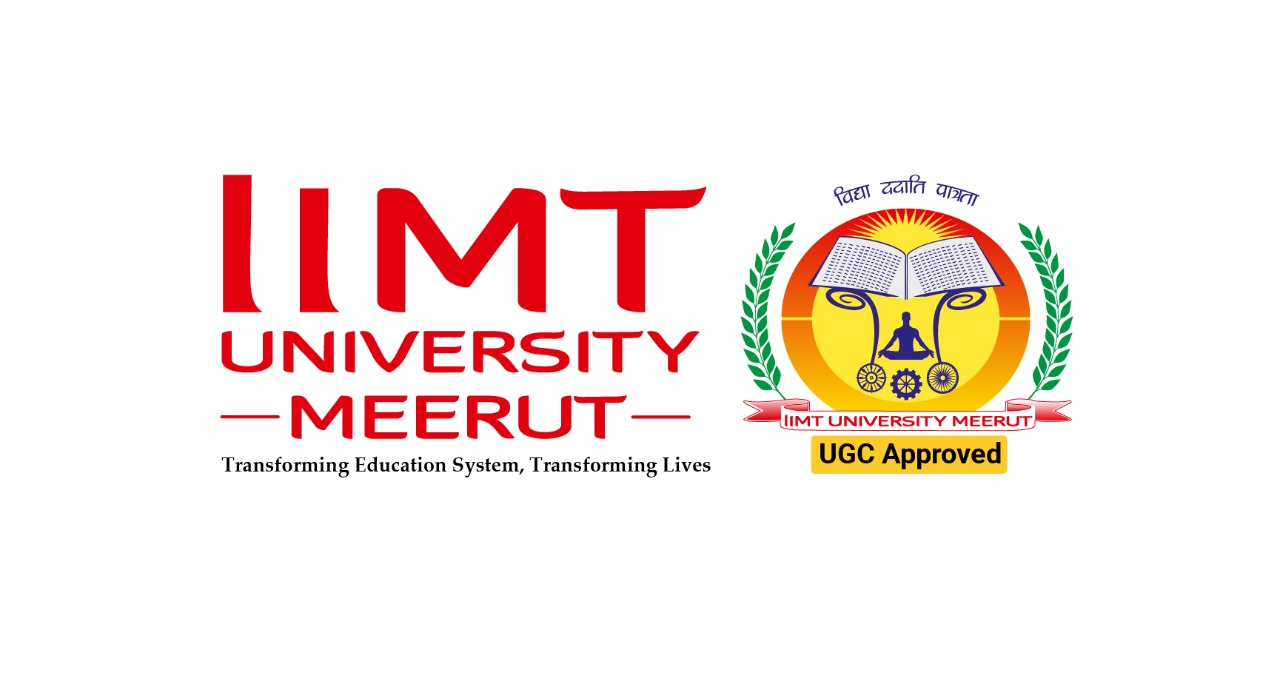 IIMT
UNIVERSITY
MEERUT
Transforming Education System, Transforming Lives
विद्या ददाति पात्रता
IIMT UNIVERSITY MEERUT
UGC Approved